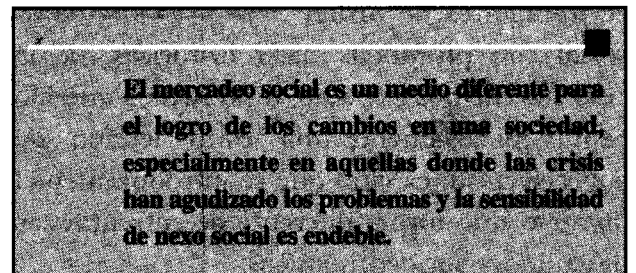 El mercadeo social es un medio diferente para
el logro de los cambios en una sociedad,
especialmente en aquellas donde las crisis
han agudizado los problemas y la sensibilidad
de nexo social es endeble.